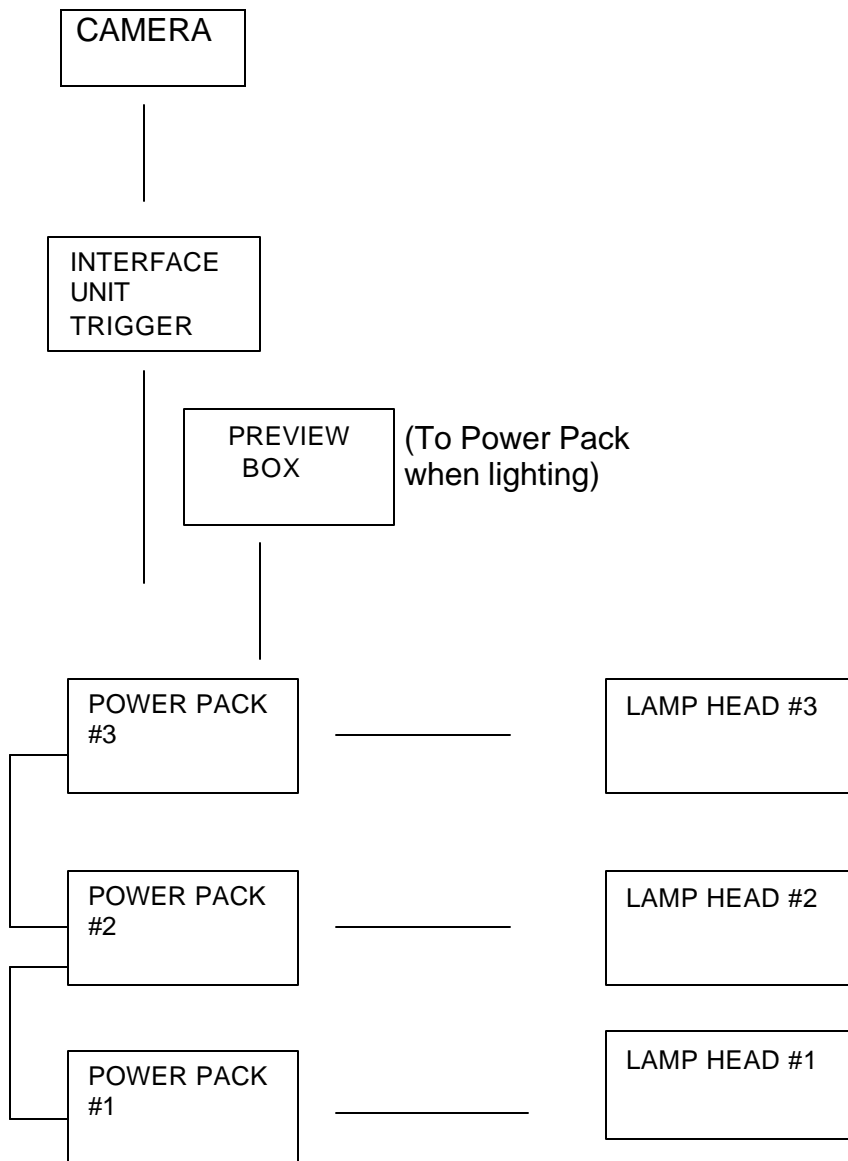 CAMERA
INTERFACE
UNIT
TRIGGER
PREVIEW
BOX
(To Power Pack
when lighting)
POWER PACK
#3
LAMP HEAD #3
POWER PACK
#2
LAMP HEAD #2
POWER PACK
#1
LAMP HEAD #1